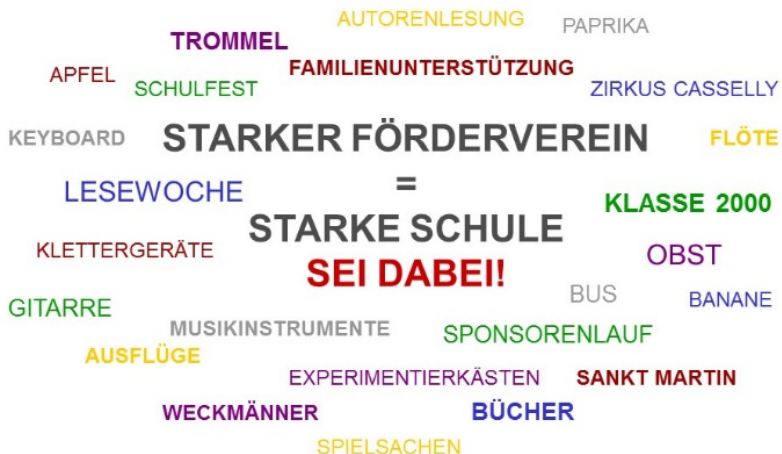 AUTORENLESUNG
PAPRIKA
TROMMEL
APFEL
SCHULFEST
FAMILIENUNTERSTÜTZUNG
ZIRKUS CASSELLY
KEYBOARD
STARKER FÖRDERVEREIN
FLÖTE
=
LESEWOCHE
KLASSE 2000
STARKE SCHULE
KLETTERGERÄTE
OBST
SEI DABEI!
BUS
BANANE
GITARRE
MUSIKINSTRUMENTE
SPONSORENLAUF
AUSFLÜGE
EXPERIMENTIERKÄSTEN
SANKT MARTIN
WECKMÄNNER
BÜCHER
SPIELSACHEN